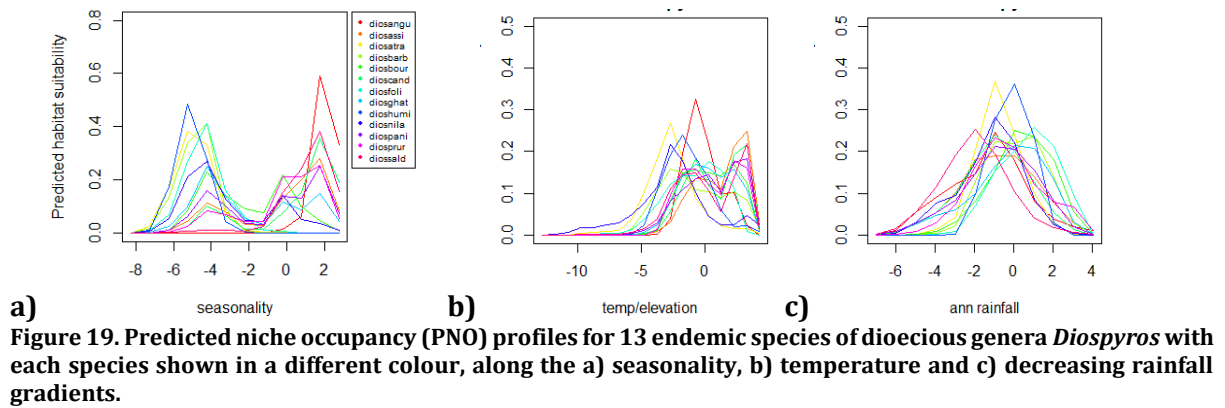 Predicted habitat suitability
0.8
0.6
0.4
0.2
0.0
-8 -6 -4 -2 0 2
seasonality
diosangu
diosassi
diosatra
diosbarb
diosbour
dioscand
diosfoli
diosghat
dioshumi
diosnila
diospani
diosprur
diossald
0.5
0.4
0.3
0.2
0.1
0.0
-10 -5 0
temp/elevation
0.5
0.4
0.3
0.2
0.1
0.0
-6 -4 -2 0 2 4
ann rainfall
a) b) c)
Figure 19. Predicted niche occupancy (PNO) profiles for 13 endemic species of dioecious genera Diospyros with
each species shown in a different colour, along the a) seasonality, b) temperature and c) decreasing rainfall
gradients.